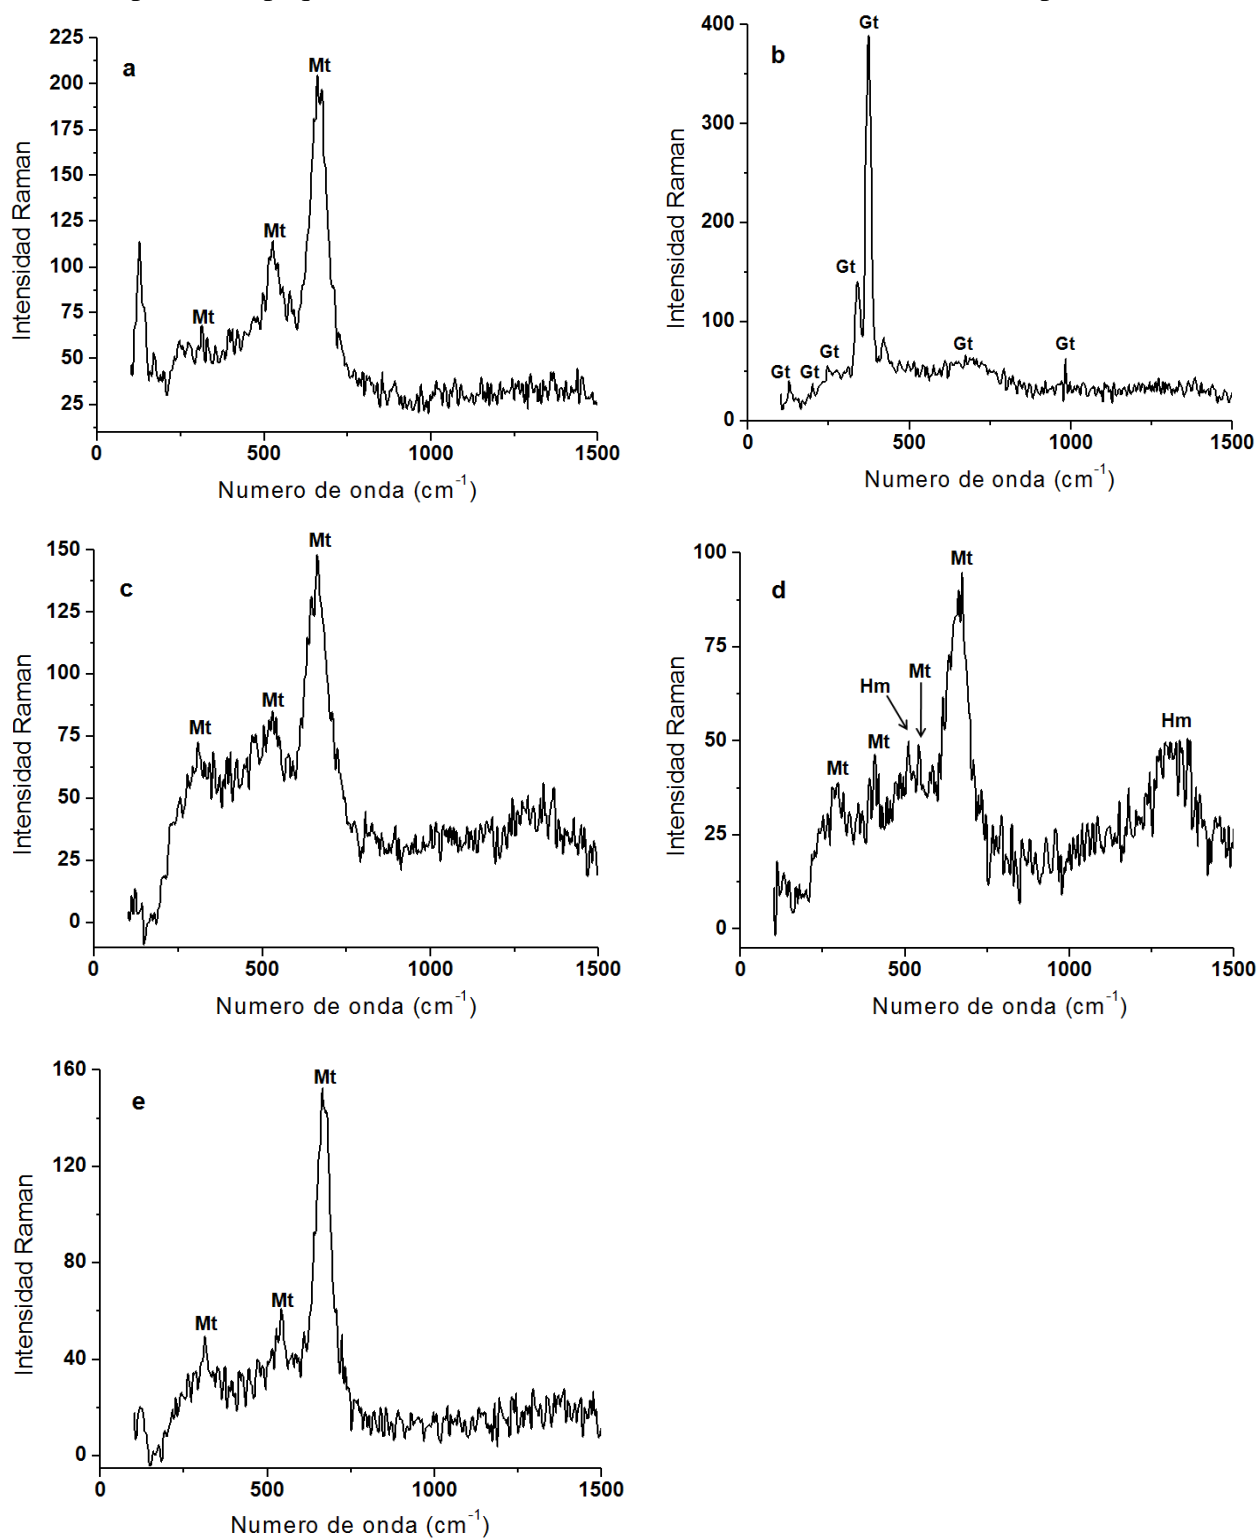 a
Mt
Mt
Mt
225
200
175
150
125
100
75
50
25
0
500
1000
1500
Intensidad Raman
Numero de onda (cm⁻¹)
b
Gt
Gt
Gt
Gt
Gt
Gt
Gt
400
300
200
100
0
0
500
1000
1500
Intensidad Raman
Numero de onda (cm⁻¹)
c
Mt
Mt
Mt
150
125
100
75
50
25
0
0
500
1000
1500
Intensidad Raman
Numero de onda (cm⁻¹)
d
Mt
Mt
Hm
Mt
Mt
Hm
100
75
50
25
0
0
500
1000
1500
Intensidad Raman
Numero de onda (cm⁻¹)
e
Mt
Mt
Mt
160
120
80
40
0
0
500
1000
1500
Intensidad Raman
Numero de onda (cm⁻¹)